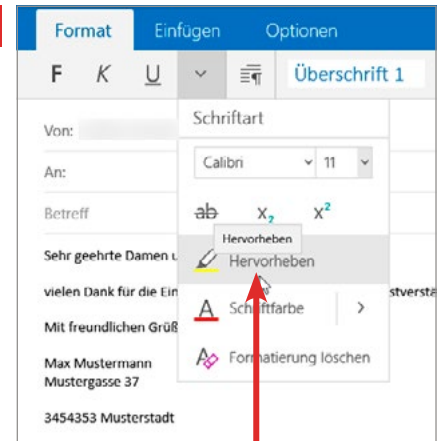 Format Einfügen Optionen
F K U Überschrift 1
Schriftart
Von:
Calibri 11
An:
Betreff
ab x₂ x²
Hervorheben
Sehr geehrte Damen u
Hervorheben
vielen Dank für die Ein
stversta
Schriftfarbe
Mit freundlichen Grüß
Formatierung löschen
Max Mustermann
Mustergasse 37
3454353 Musterstadt